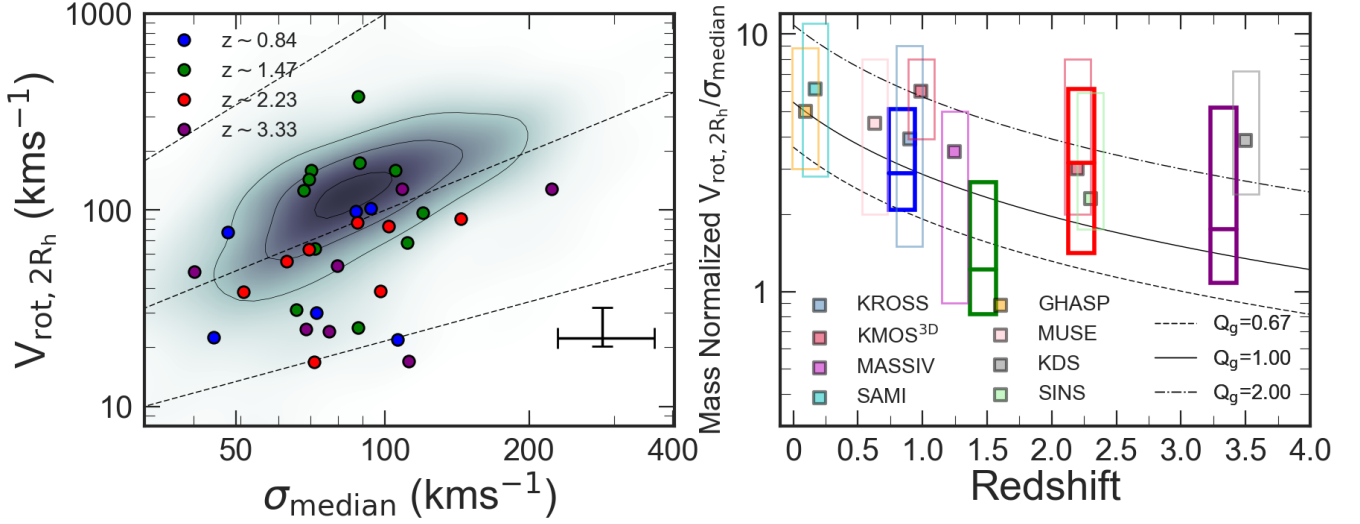 V_rot, 2R_h (kms⁻¹)
1000
100
10
z ~ 0.84
z ~ 1.47
z ~ 2.23
z ~ 3.33
50 100 200 400
σ_median (kms⁻¹)
Mass Normalized V_rot, 2R_h/σ_median
10
1
KROSS
KMOS³ᴰ
MASSIV
SAMI
GHASP
MUSE
KDS
SINS
Q_g=0.67
Q_g=1.00
Q_g=2.00
0 0.5 1.0 1.5 2.0 2.5 3.0 3.5 4.0
Redshift